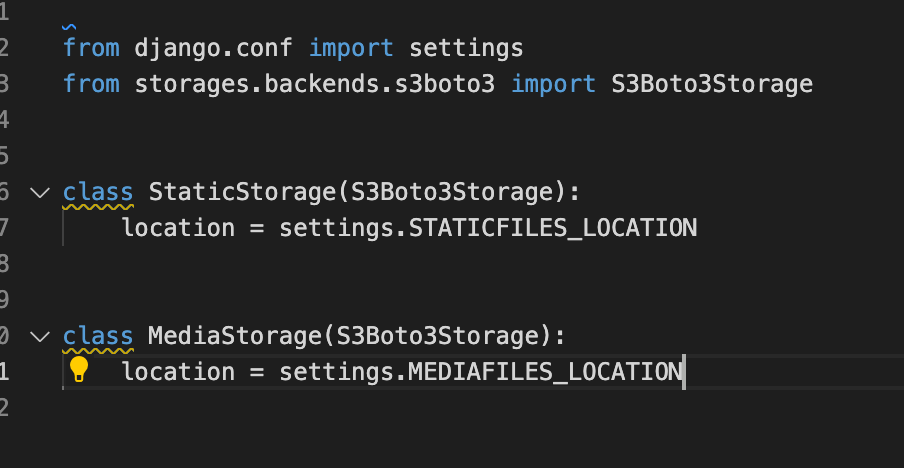 1
2 from django.conf import settings
3 from storages.backends.s3boto3 import S3Boto3Storage
4
5
6 class StaticStorage(S3Boto3Storage):
7 location = settings.STATICFILES_LOCATION
8
9
0 class MediaStorage(S3Boto3Storage):
1 location = settings.MEDIAFILES_LOCATION
2